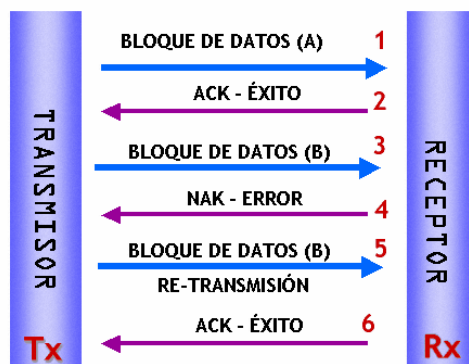 BLOQUE DE DATOS (A) 1
ACK - ÉXITO 2
BLOQUE DE DATOS (B) 3
NAK - ERROR 4
BLOQUE DE DATOS (B) 5
RE-TRANSMISIÓN
ACK - ÉXITO 6
TRANSMISOR
Tx
RECEPTOR
Rx